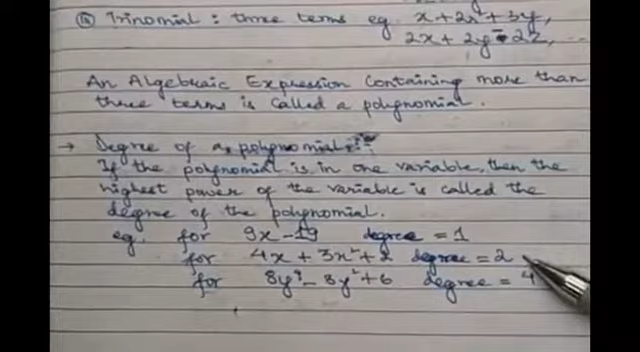 Trinomial : three terms eg. x + 2x² + 3y,
2x + 2y - 2z, ...
An Algebraic Expression Containing more than
three terms is called a polynomial.
→ Degree of a polynomial :-
If the polynomial is in one variable, then the
highest power of the variable is called the
degree of the polynomial.
eg. for 9x - 19 degree = 1
for 4x + 3x² + 2 degree = 2
for 8y⁴ - 3y² + 6 degree = 4